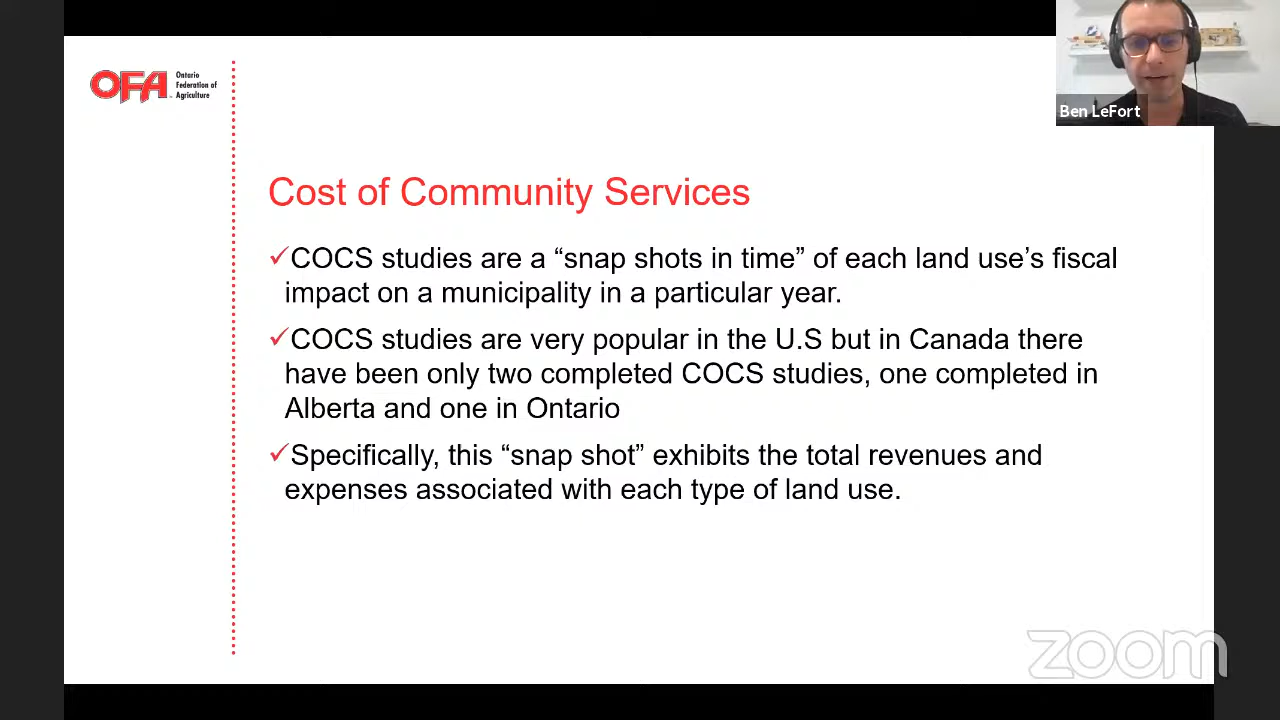 OFA
Ontario
Federation of
Agriculture
Ben LeFort
Cost of Community Services
✓COCS studies are a “snap shots in time” of each land use’s fiscal
impact on a municipality in a particular year.
✓COCS studies are very popular in the U.S but in Canada there
have been only two completed COCS studies, one completed in
Alberta and one in Ontario
✓Specifically, this “snap shot” exhibits the total revenues and
expenses associated with each type of land use.
zoom